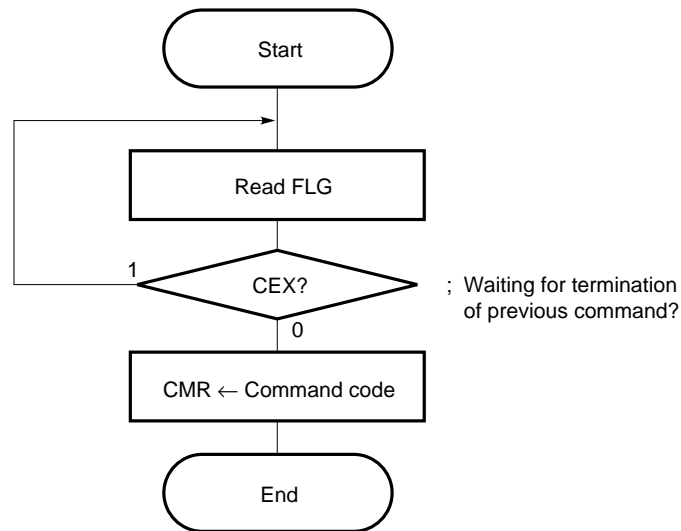 Start
Read FLG
1
CEX?
; Waiting for termination
of previous command?
0
CMR ← Command code
End